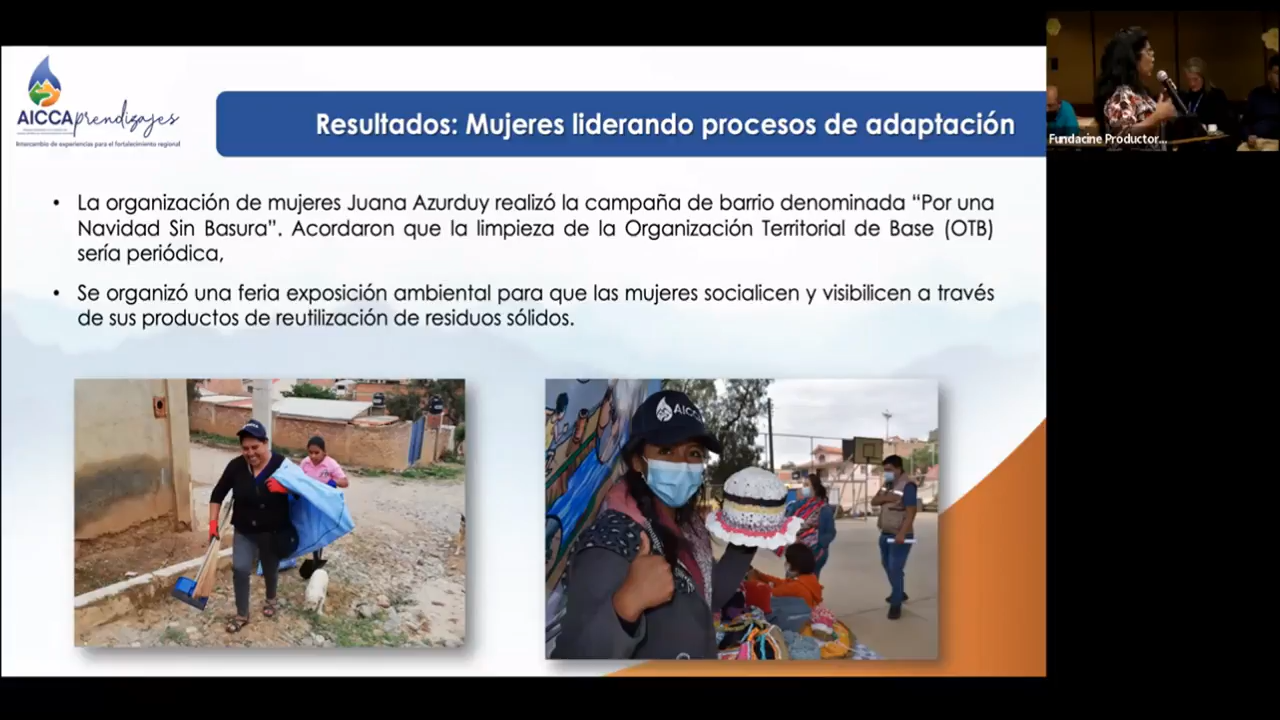 AICCAprendizajes
Intercambio de experiencias para el fortalecimiento regional
Resultados: Mujeres liderando procesos de adaptación
Fundacine Productor...
• La organización de mujeres Juana Azurduy realizó la campaña de barrio denominada “Por una
Navidad Sin Basura”. Acordaron que la limpieza de la Organización Territorial de Base (OTB)
sería periódica,
• Se organizó una feria exposición ambiental para que las mujeres socialicen y visibilicen a través
de sus productos de reutilización de residuos sólidos.
AICCA